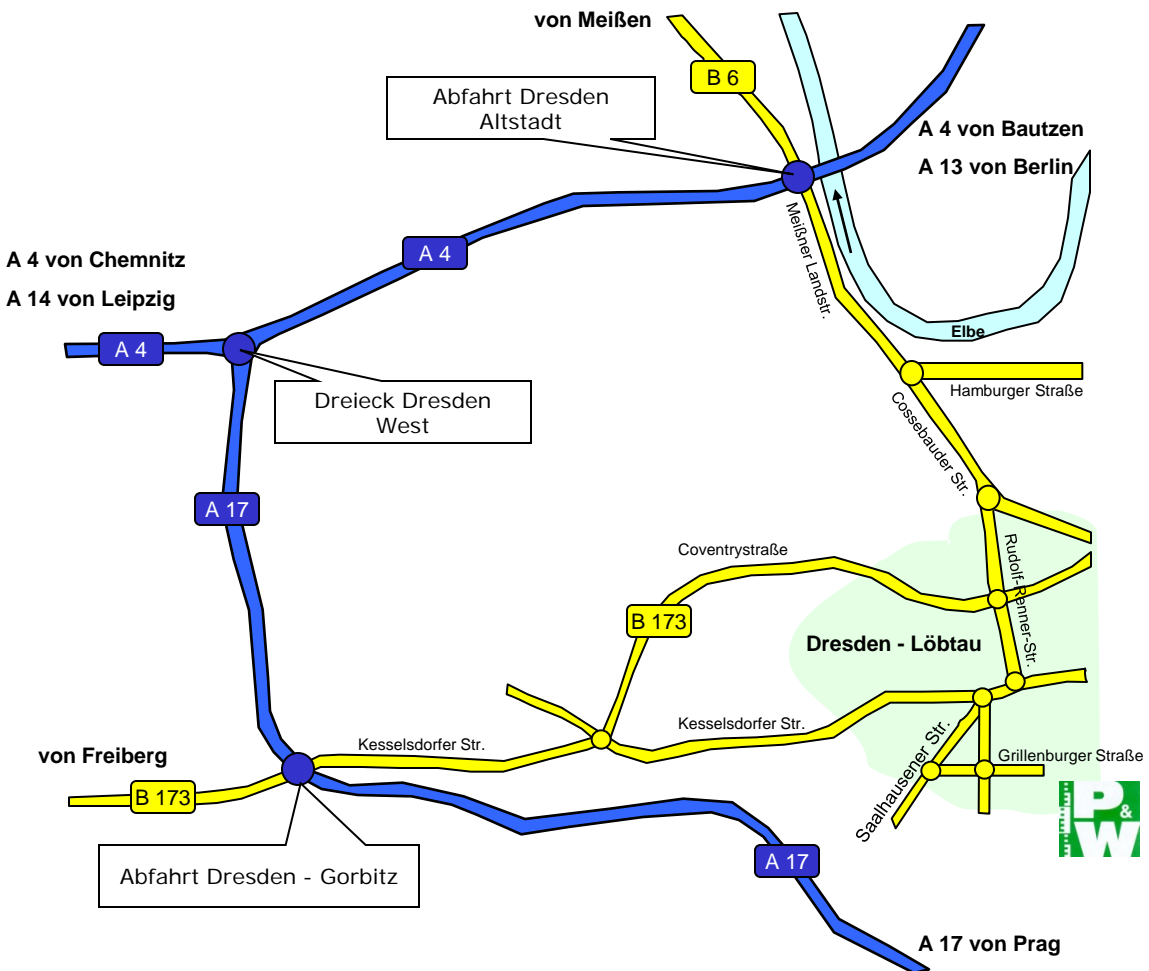 von Meißen
B 6
Abfahrt Dresden
Altstadt
A 4 von Bautzen
A 13 von Berlin
Meißner Landstr.
A 4
A 4 von Chemnitz
A 14 von Leipzig
A 4
Elbe
Dreieck Dresden
West
Hamburger Straße
Cossebauder Str.
A 17
Coventrystraße
Rudolf-Renner-Str.
B 173
Dresden - Löbtau
Kesselsdorfer Str.
Kesselsdorfer Str.
von Freiberg
Saalhausener Str.
Grillenburger Straße
B 173
P&W
Abfahrt Dresden - Gorbitz
A 17
A 17 von Prag